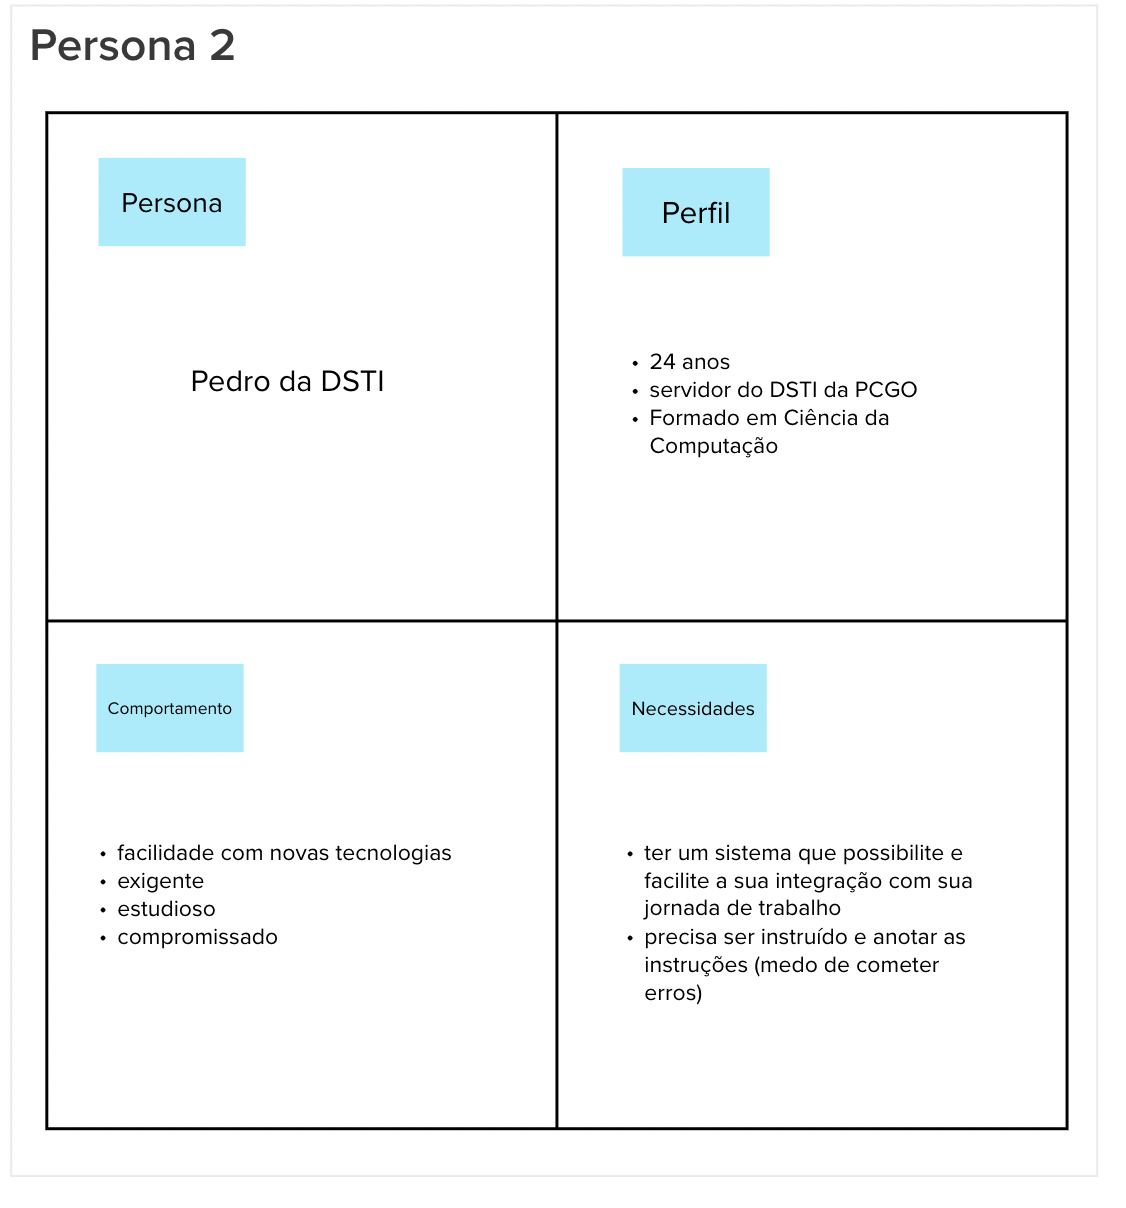 Persona 2
Persona
Pedro da DSTI
Perfil
• 24 anos
• servidor do DSTI da PCGO
• Formado em Ciência da
Computação
Comportamento
• facilidade com novas tecnologias
• exigente
• estudioso
• compromissado
Necessidades
• ter um sistema que possibilite e
facilite a sua integração com sua
jornada de trabalho
• precisa ser instruído e anotar as
instruções (medo de cometer
erros)